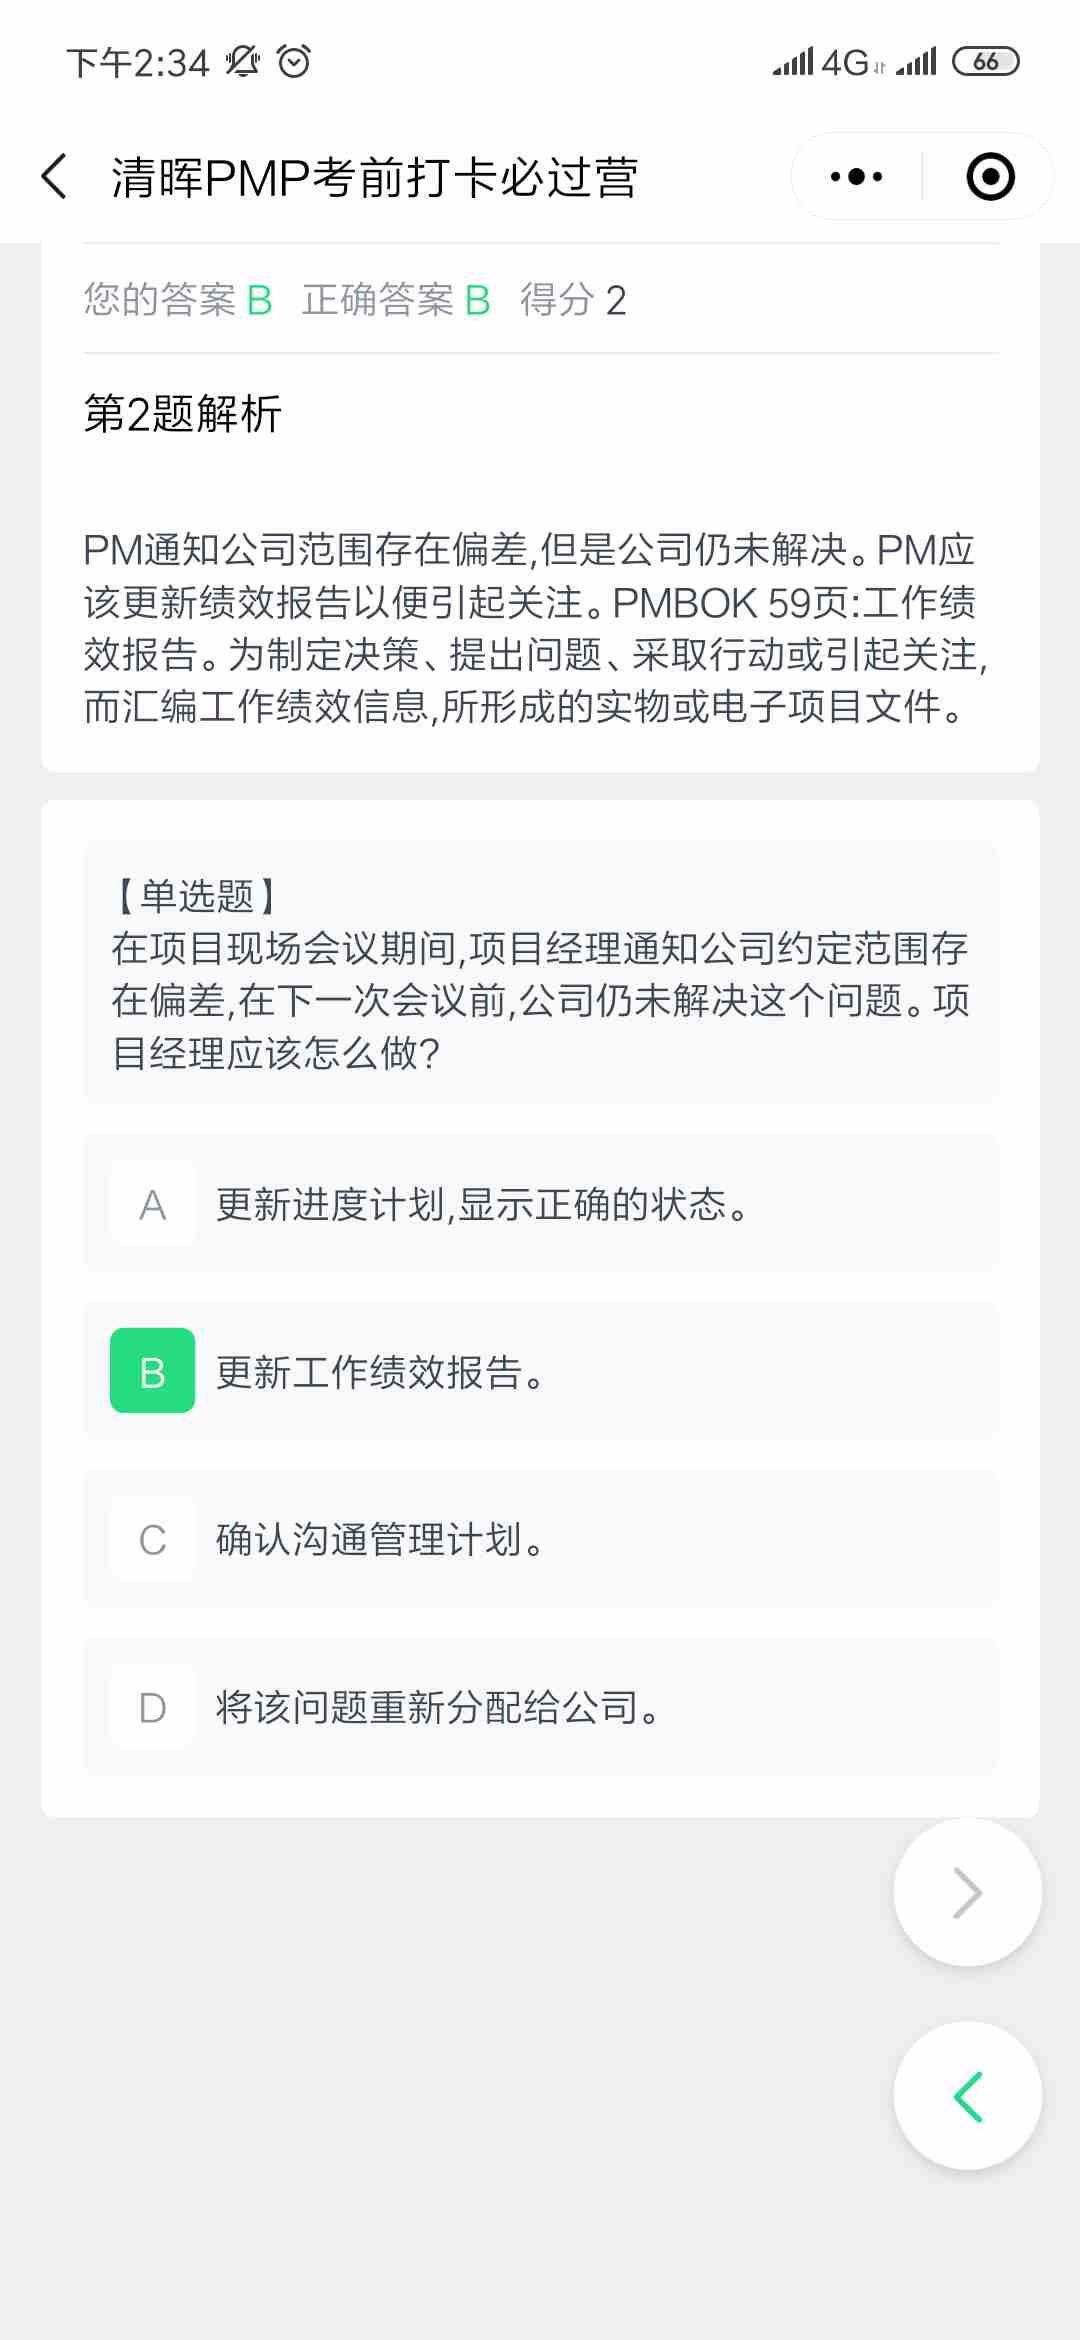 下午2:34
4G
66
清晖PMP考前打卡必过营
您的答案 B 正确答案 B 得分 2
第2题解析
PM通知公司范围存在偏差,但是公司仍未解决。PM应
该更新绩效报告以便引起关注。PMBOK 59页:工作绩
效报告。为制定决策、提出问题、采取行动或引起关注,
而汇编工作绩效信息,所形成的实物或电子项目文件。
【单选题】
在项目现场会议期间,项目经理通知公司约定范围存
在偏差,在下一次会议前,公司仍未解决这个问题。项
目经理应该怎么做?
A 更新进度计划,显示正确的状态。
B 更新工作绩效报告。
C 确认沟通管理计划。
D 将该问题重新分配给公司。